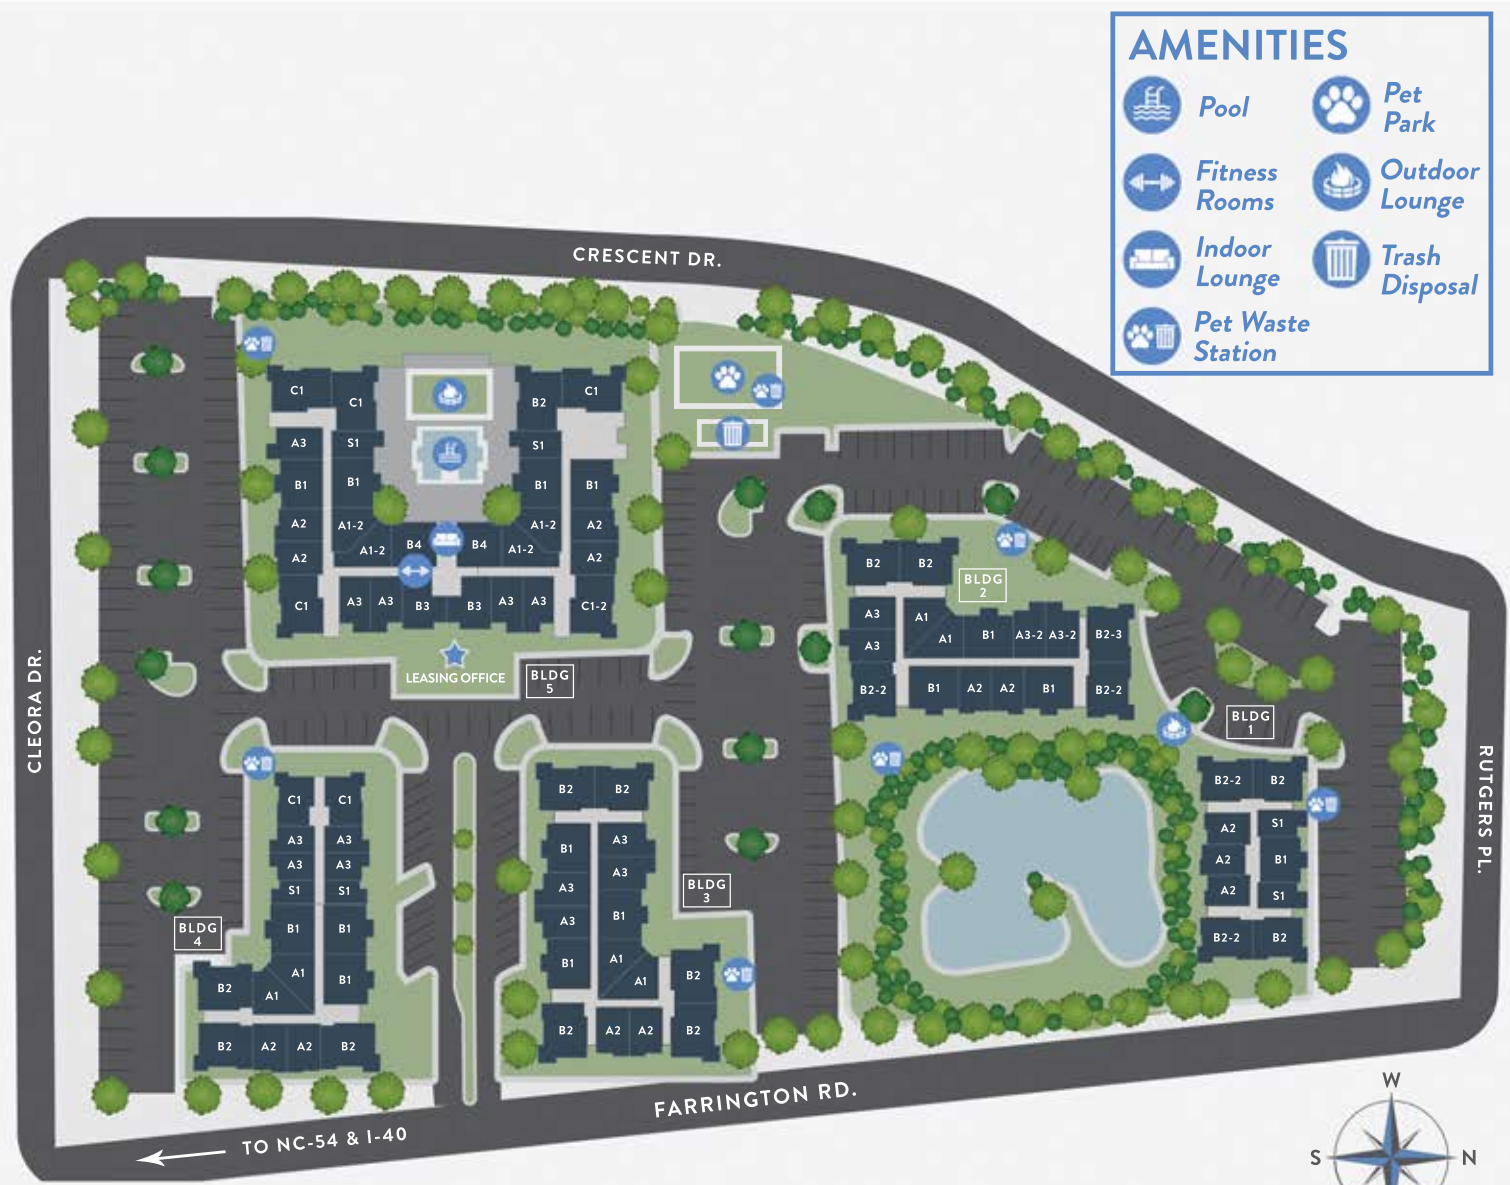 AMENITIES
Pool
Pet
Park
Fitness
Rooms
Outdoor
Lounge
Indoor
Lounge
Trash
Disposal
Pet Waste
Station
CRESCENT DR.
CLEORA DR.
RUTGERS PL.
FARRINGTON RD.
TO NC-54 & I-40
C1
C1
B2
C1
A3
S1
S1
B1
B1
B1
B1
A2
A1-2
A1-2
A2
A2
A1-2
B4
B4
A1-2
A2
C1
A3
A3
B3
B3
A3
A3
C1-2
LEASING OFFICE
BLDG
5
B2
B2
BLDG
2
A3
A1
A3
A1
B1
A3-2
A3-2
B2-3
B2-2
B1
A2
A2
B1
B2-2
BLDG
1
B2-2
B2
A2
S1
A2
B1
A2
S1
B2-2
B2
C1
C1
A3
A3
A3
A3
S1
S1
B1
B1
A1
B1
B2
A1
B2
A2
A2
B2
BLDG
4
B2
B2
B1
A3
A3
A3
A3
B1
B1
A1
A1
B2
B2
A2
A2
B2
BLDG
3
W
S
N